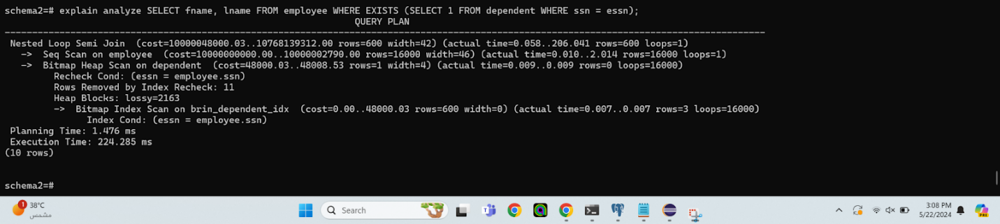 schema2=# explain analyze SELECT fname, lname FROM employee WHERE EXISTS (SELECT 1 FROM dependent WHERE ssn = essn);
QUERY PLAN
-----------------------------------------------------------------------------------------------------------------------------------------
Nested Loop Semi Join  (cost=10000048000.03..10768139312.00 rows=600 width=42) (actual time=0.058..206.041 rows=600 loops=1)
->  Seq Scan on employee  (cost=10000000000.00..10000002790.00 rows=16000 width=46) (actual time=0.010..2.014 rows=16000 loops=1)
->  Bitmap Heap Scan on dependent  (cost=48000.03..48008.53 rows=1 width=4) (actual time=0.009..0.009 rows=0 loops=16000)
Recheck Cond: (essn = employee.ssn)
Rows Removed by Index Recheck: 11
Heap Blocks: lossy=2163
->  Bitmap Index Scan on brin_dependent_idx  (cost=0.00..48000.03 rows=600 width=0) (actual time=0.007..0.007 rows=3 loops=16000)
Index Cond: (essn = employee.ssn)
Planning Time: 1.476 ms
Execution Time: 224.285 ms
(10 rows)
schema2=#
1
38°C
مشمس
Search
3:08 PM
5/22/2024
PRE